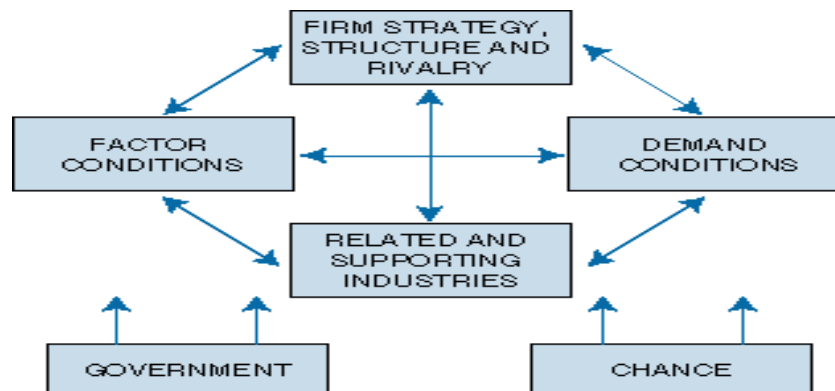 FIRM STRATEGY,
STRUCTURE AND
RIVALRY
FACTOR
CONDITIONS
DEMAND
CONDITIONS
RELATED AND
SUPPORTING
INDUSTRIES
GOVERNMENT
CHANCE